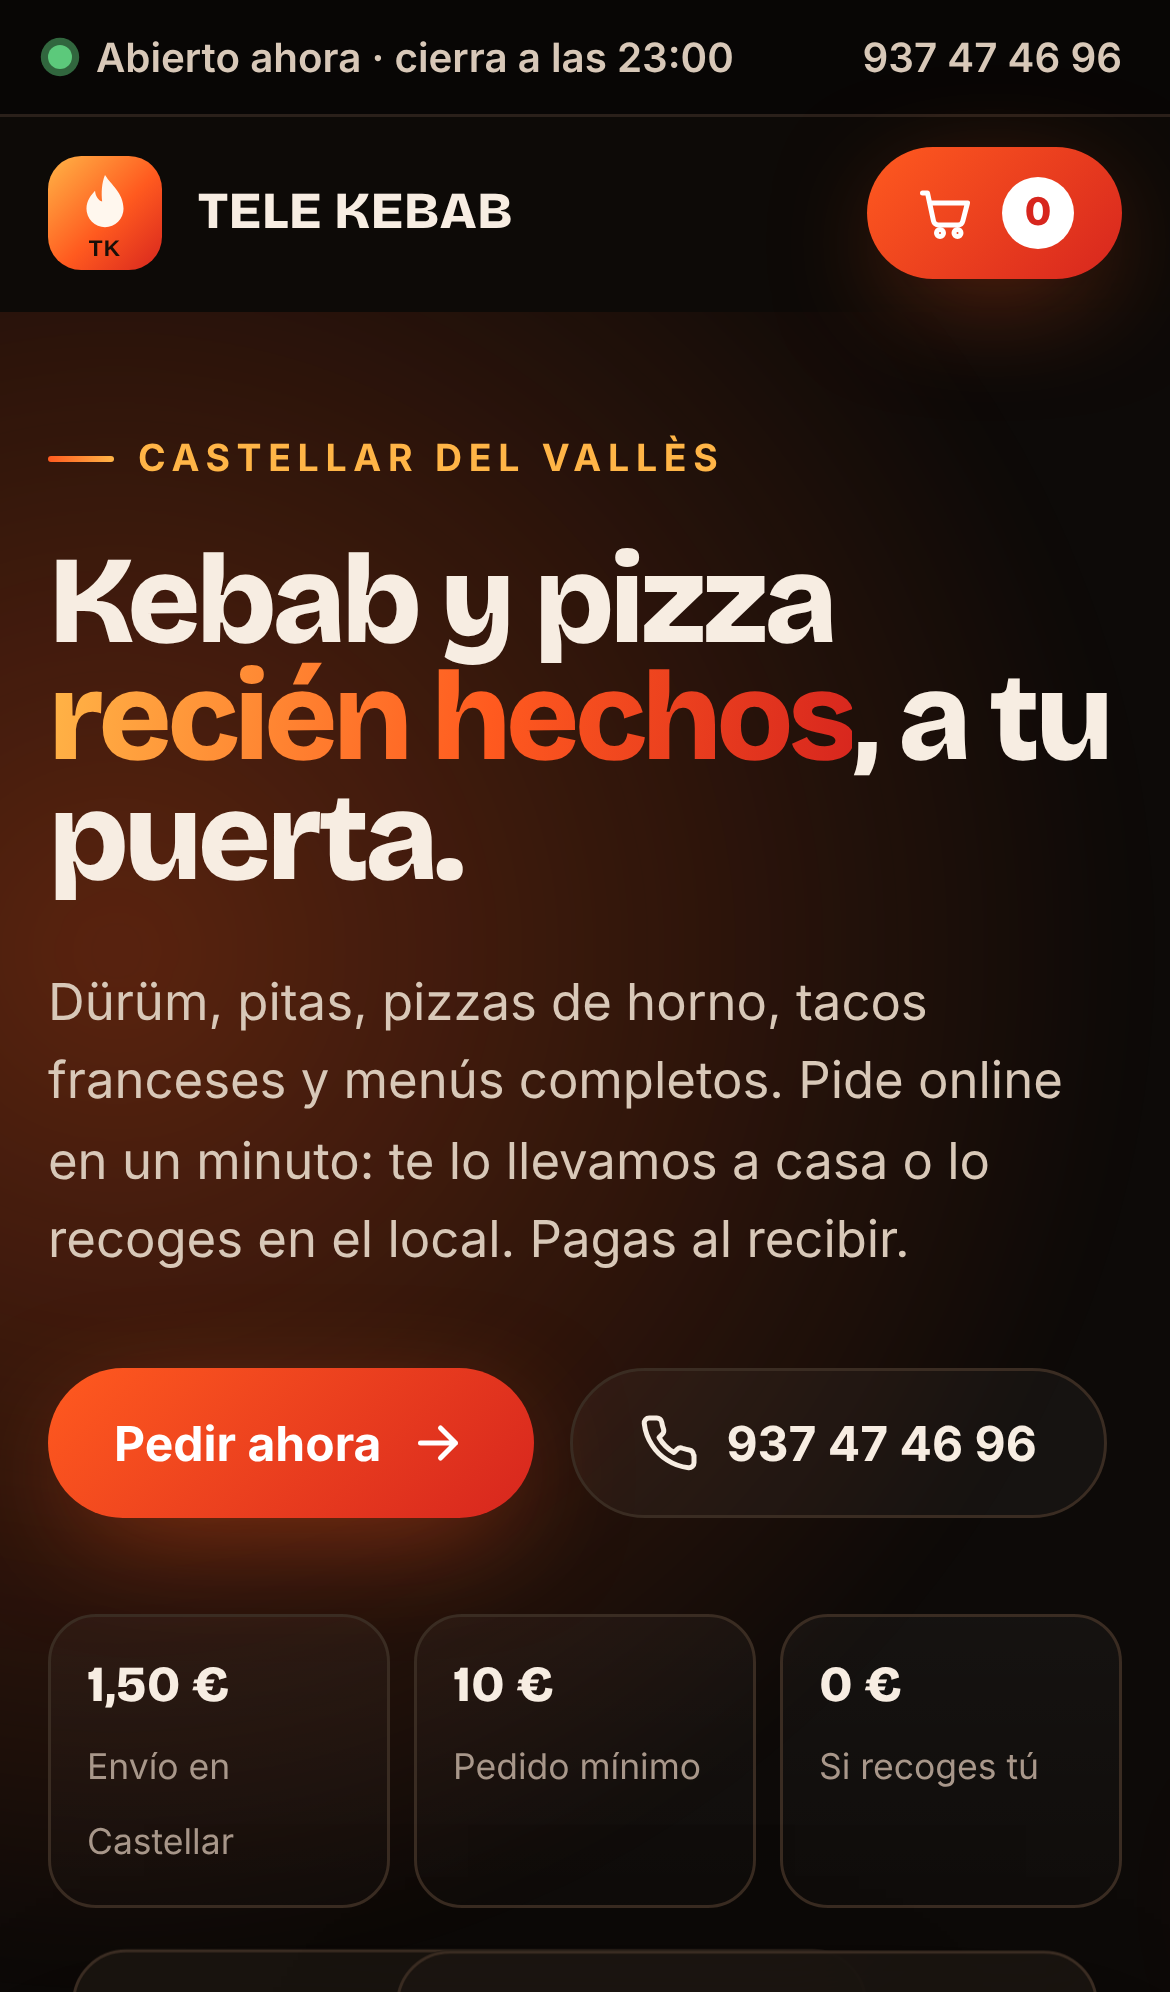 Abierto ahora · cierra a las 23:00
937 47 46 96
TK
TELE KEBAB
0
CASTELLAR DEL VALLÈS
Kebab y pizza
recién hechos, a tu
puerta.
Dürüm, pitas, pizzas de horno, tacos
franceses y menús completos. Pide online
en un minuto: te lo llevamos a casa o lo
recoges en el local. Pagas al recibir.
Pedir ahora →
937 47 46 96
1,50 €
Envío en
Castellar
10 €
Pedido mínimo
0 €
Si recoges tú